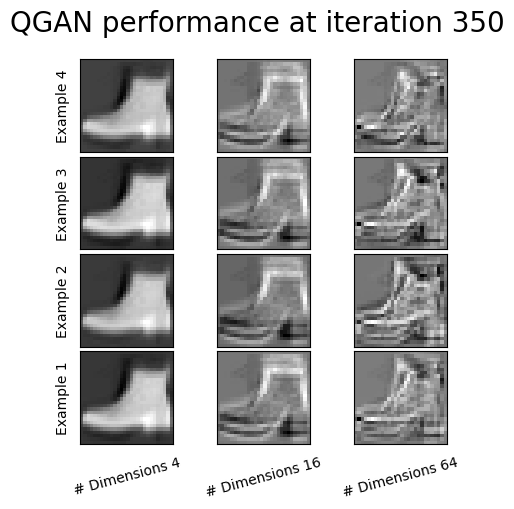 QGAN performance at iteration 350
Example 4
Example 3
Example 2
Example 1
# Dimensions 4
# Dimensions 16
# Dimensions 64